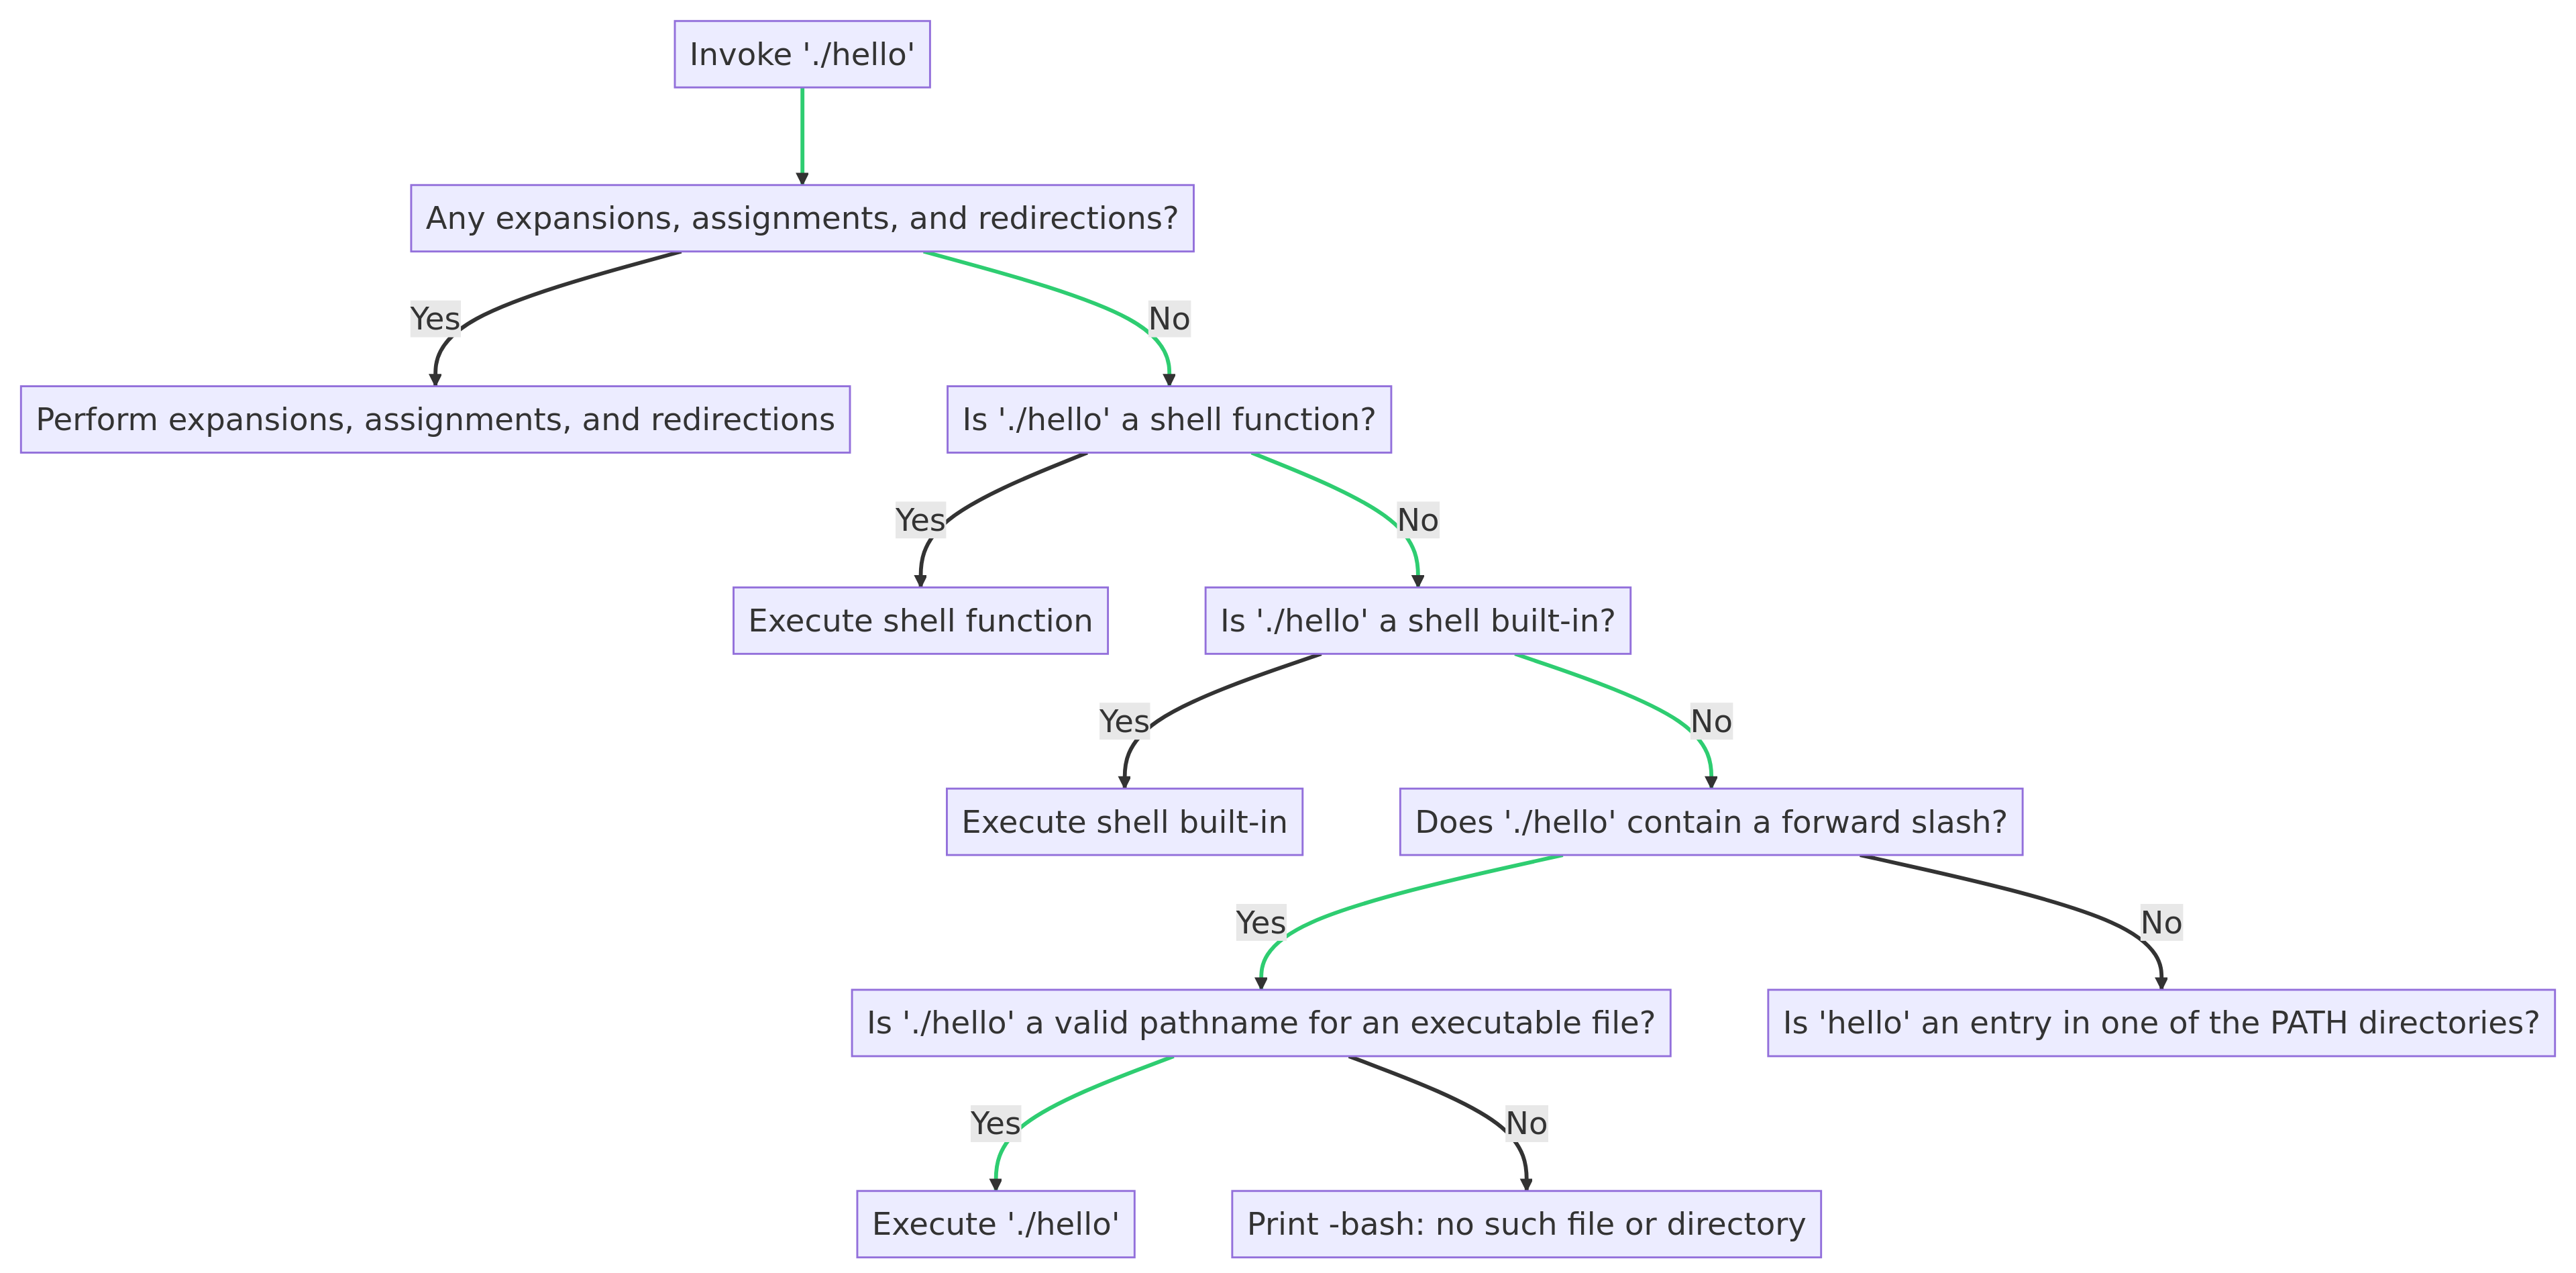 Invoke './hello'
Any expansions, assignments, and redirections?
Yes
No
Perform expansions, assignments, and redirections
Is './hello' a shell function?
Yes
No
Execute shell function
Is './hello' a shell built-in?
Yes
No
Execute shell built-in
Does './hello' contain a forward slash?
Yes
No
Is './hello' a valid pathname for an executable file?
Is 'hello' an entry in one of the PATH directories?
Yes
No
Execute './hello'
Print -bash: no such file or directory